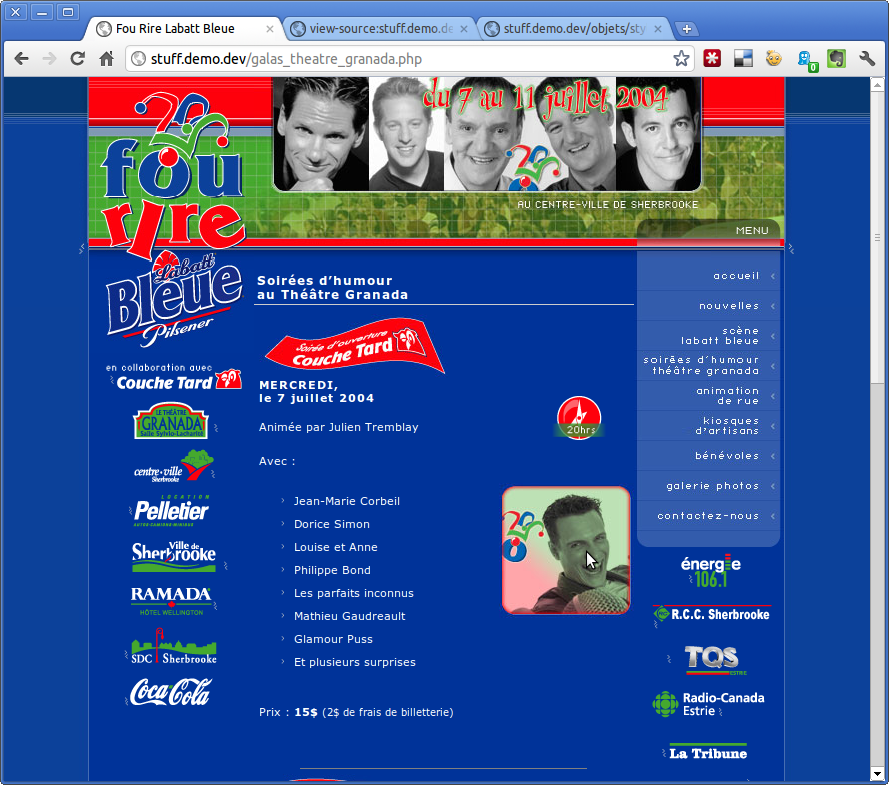 Fou Rire Labatt Bleue
view-source:stuff.demo.de
stuff.demo.dev/objets/sty
stuff.demo.dev/galas_theatre_granada.php
0
fou
rIre
Labatt
Bleue
Pilsener
du 7 au 11 juillet 2004
AU CENTRE-VILLE DE SHERBROOKE
MENU
accueil
nouvelles
scène
labatt bleue
soirées d'humour
théâtre granada
animation
de rue
kiosques
d'artisans
bénévoles
galerie photos
contactez-nous
en collaboration avec
Couche Tard
LE THÉÂTRE
GRANADA
Salle Sylvio-Lacharité
centre-ville
Sherbrooke
LOCATION
Pelletier
AUTOS-CAMIONS-MINIBUS
Ville de
Sherbrooke
RAMADA
HÔTEL WELLINGTON
SDC Sherbrooke
Coca-Cola
Soirées d'humour
au Théâtre Granada
Soirée d'ouverture
Couche Tard
MERCREDI,
le 7 juillet 2004
Animée par Julien Tremblay
20hrs
Avec :
Jean-Marie Corbeil
Dorice Simon
Louise et Anne
Philippe Bond
Les parfaits inconnus
Mathieu Gaudreault
Glamour Puss
Et plusieurs surprises
Prix : 15$ (2$ de frais de billetterie)
énergie
106.1
R.C.C. Sherbrooke
TQS
ESTRIE
Radio-Canada
Estrie
La Tribune